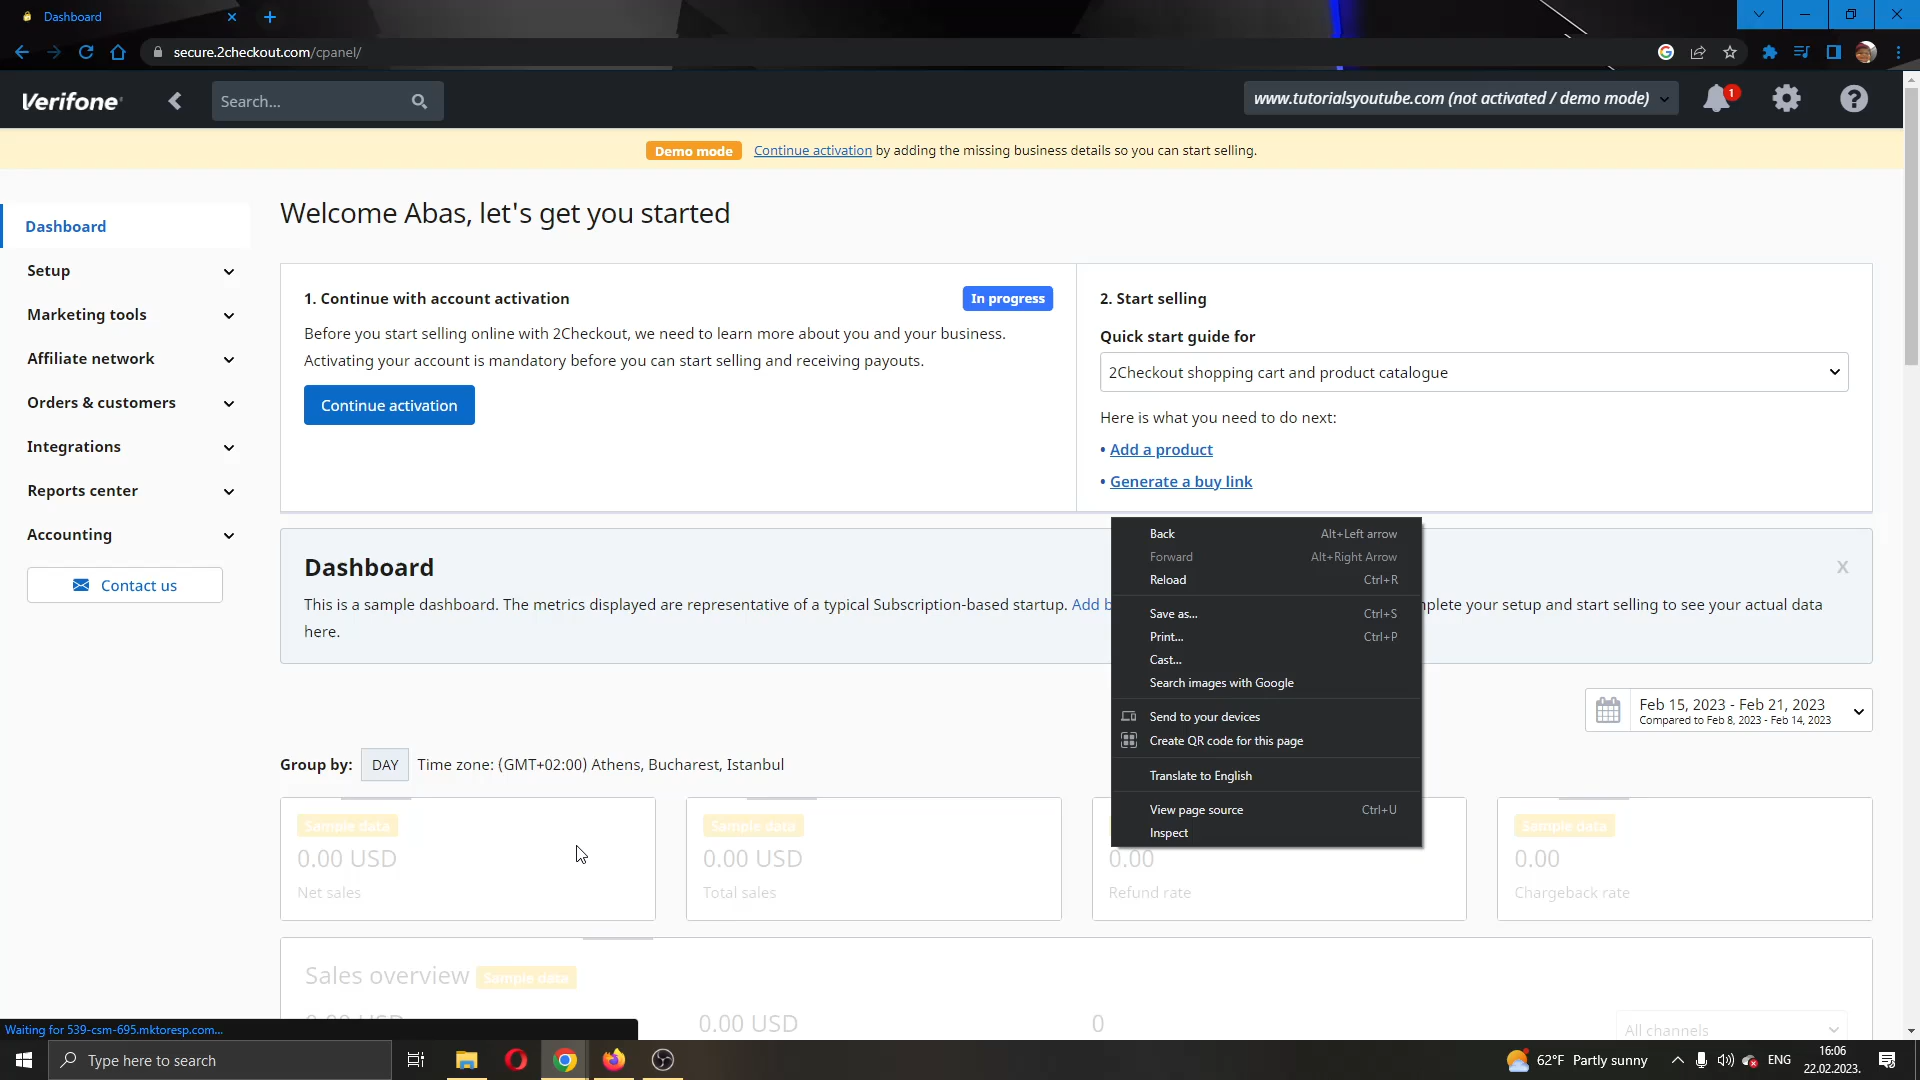 Dashboard
secure.2checkout.com/cpanel/
Verifone
Search...
www.tutorialsyoutube.com (not activated / demo mode)
1
Demo mode Continue activation by adding the missing business details so you can start selling.
Dashboard
Setup
Marketing tools
Affiliate network
Orders & customers
Integrations
Reports center
Accounting
Contact us
Welcome Abas, let's get you started
1. Continue with account activation
In progress
Before you start selling online with 2Checkout, we need to learn more about you and your business.
Activating your account is mandatory before you can start selling and receiving payouts.
Continue activation
2. Start selling
Quick start guide for
2Checkout shopping cart and product catalogue
Here is what you need to do next:
• Add a product
• Generate a buy link
Dashboard
X
This is a sample dashboard. The metrics displayed are representative of a typical Subscription-based startup. Add your setup and start selling to see your actual data
here.
Back Alt+Left arrow
Forward Alt+Right Arrow
Reload Ctrl+R
Save as... Ctrl+S
Print... Ctrl+P
Cast...
Search images with Google
Send to your devices
Create QR code for this page
Translate to English
View page source Ctrl+U
Inspect
Feb 15, 2023 - Feb 21, 2023
Compared to Feb 8, 2023 - Feb 14, 2023
Group by: DAY Time zone: (GMT+02:00) Athens, Bucharest, Istanbul
Sample data
0.00 USD
Net sales
Sample data
0.00 USD
Total sales
0.00
Refund rate
Sample data
0.00
Chargeback rate
Sales overview Sample data
0.00 USD 0.00 USD 0
All channels
Waiting for 539-csm-695.mktoresp.com...
Type here to search
62°F Partly sunny
ENG
16:06
22.02.2023.